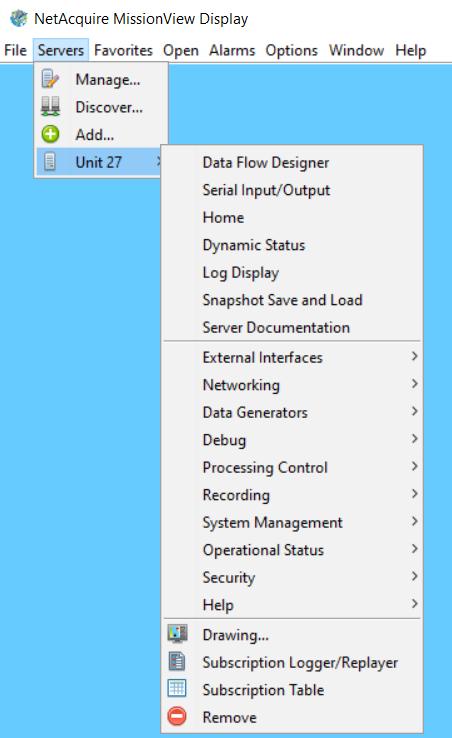 NetAcquire MissionView Display
File Servers Favorites Open Alarms Options Window Help
Manage...
Discover...
Add...
Unit 27
Data Flow Designer
Serial Input/Output
Home
Dynamic Status
Log Display
Snapshot Save and Load
Server Documentation
External Interfaces
Networking
Data Generators
Debug
Processing Control
Recording
System Management
Operational Status
Security
Help
Drawing...
Subscription Logger/Replayer
Subscription Table
Remove